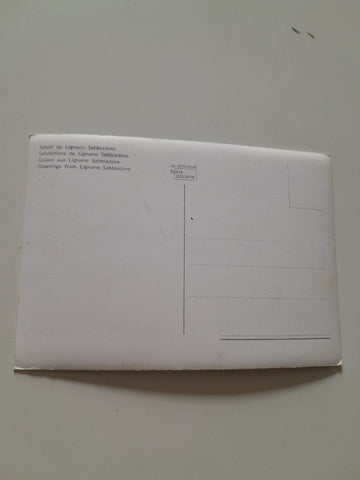 Saluti da Lignano Sabbiadoro
Salutations de Lignano Sabbiadoro
Grüsse aus Lignano Sabbiadoro
Greetings from Lignano Sabbiadoro